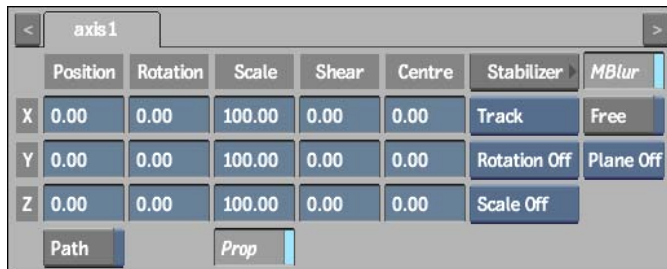 < axis1 >
Position Rotation Scale Shear Centre Stabilizer MBlur
X 0.00 0.00 100.00 0.00 0.00 Track Free
Y 0.00 0.00 100.00 0.00 0.00 Rotation Off Plane Off
Z 0.00 0.00 100.00 0.00 0.00 Scale Off
Path Prop